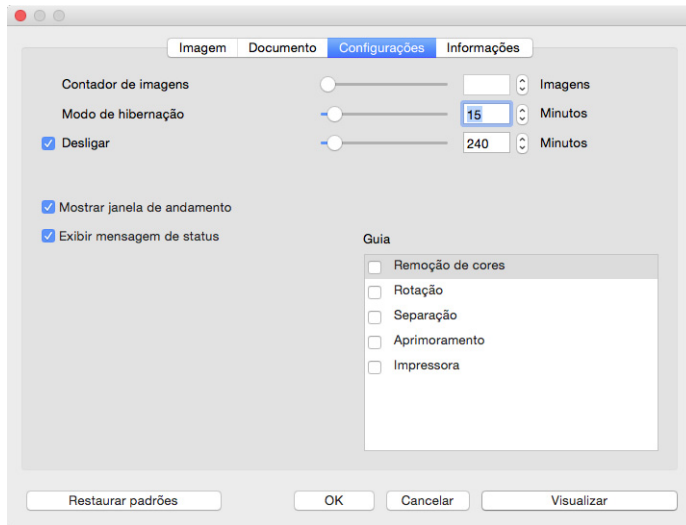 Imagem Documento Configurações Informações
Contador de imagens Imagens
Modo de hibernação 15 Minutos
Desligar 240 Minutos
Mostrar janela de andamento
Exibir mensagem de status
Guia
Remoção de cores
Rotação
Separação
Aprimoramento
Impressora
Restaurar padrões OK Cancelar Visualizar